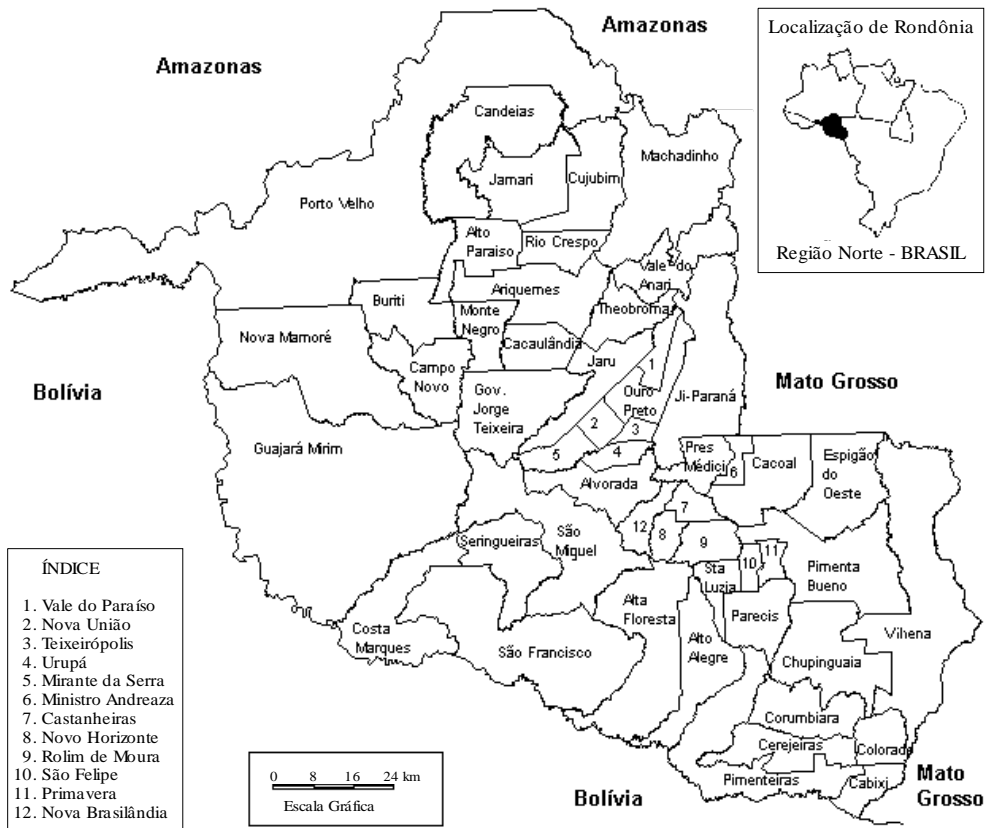 Amazonas
Amazonas
Localização de Rondônia
Região Norte - BRASIL
Candeias
Machadinho
Jamari
Cujubim
Porto Velho
Alto
Paraiso
Rio Crespo
Vale do
Anari
Ariquemes
Buriti
Monte
Negro
Theobroma
Nova Mamoré
Cacaulândia
Jaru
1
Campo
Novo
Bolívia
Mato Grosso
Gov.
Jorge
Teixeira
Ouro
Preto
Ji-Paraná
2
3
Guajará Mirim
5
4
Pres
Médici
6
Cacoal
Espigão
do
Oeste
Alvorada
7
12
8
9
São
Miguel
Seringueiras
Sta
Luzia
10
11
Pimenta
Bueno
Alta
Floresta
Parecis
Costa
Marques
São Francisco
Alto
Alegre
Vihena
Chupinguaia
Corumbiara
Cerejeiras
Colorado
Pimenteiras
Cabixi
Bolívia
Mato
Grosso
ÍNDICE
1. Vale do Paraíso
2. Nova União
3. Teixeirópolis
4. Urupá
5. Mirante da Serra
6. Ministro Andreaza
7. Castanheiras
8. Novo Horizonte
9. Rolim de Moura
10. São Felipe
11. Primavera
12. Nova Brasilândia
0 8 16 24 km
Escala Gráfica